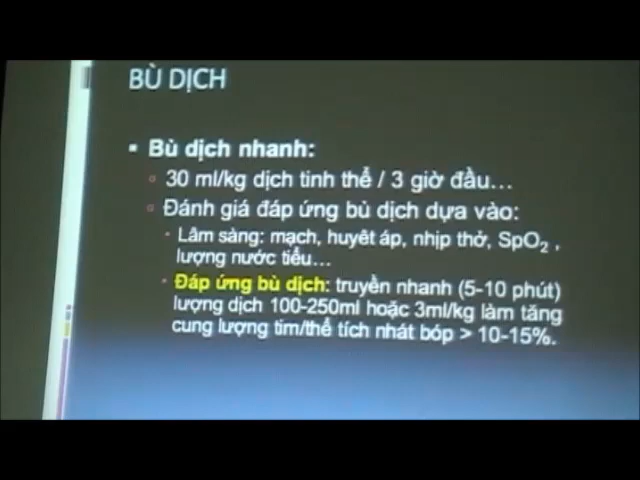 BÙ DỊCH
▪ Bù dịch nhanh:
▫ 30 ml/kg dịch tinh thể / 3 giờ đầu…
▫ Đánh giá đáp ứng bù dịch dựa vào:
· Lâm sàng: mạch, huyêt áp, nhịp thở, SpO₂ ,
lượng nước tiểu…
· Đáp ứng bù dịch: truyền nhanh (5-10 phút)
lượng dịch 100-250ml hoặc 3ml/kg làm tăng
cung lượng tim/thể tích nhát bóp > 10-15%.